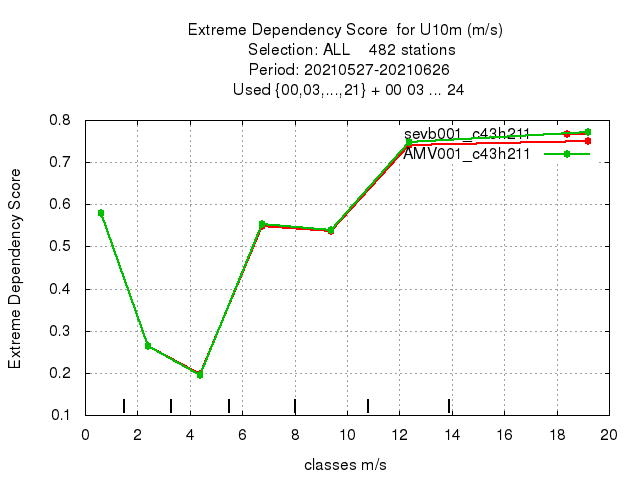 Extreme Dependency Score  for U10m (m/s)
Selection: ALL    482 stations
Period: 20210527-20210626
Used {00,03,...,21} + 00 03 ... 24
sevb001_c43h211
AMV001_c43h211
Extreme Dependency Score
0.8
0.7
0.6
0.5
0.4
0.3
0.2
0.1
0 2 4 6 8 10 12 14 16 18 20
classes m/s